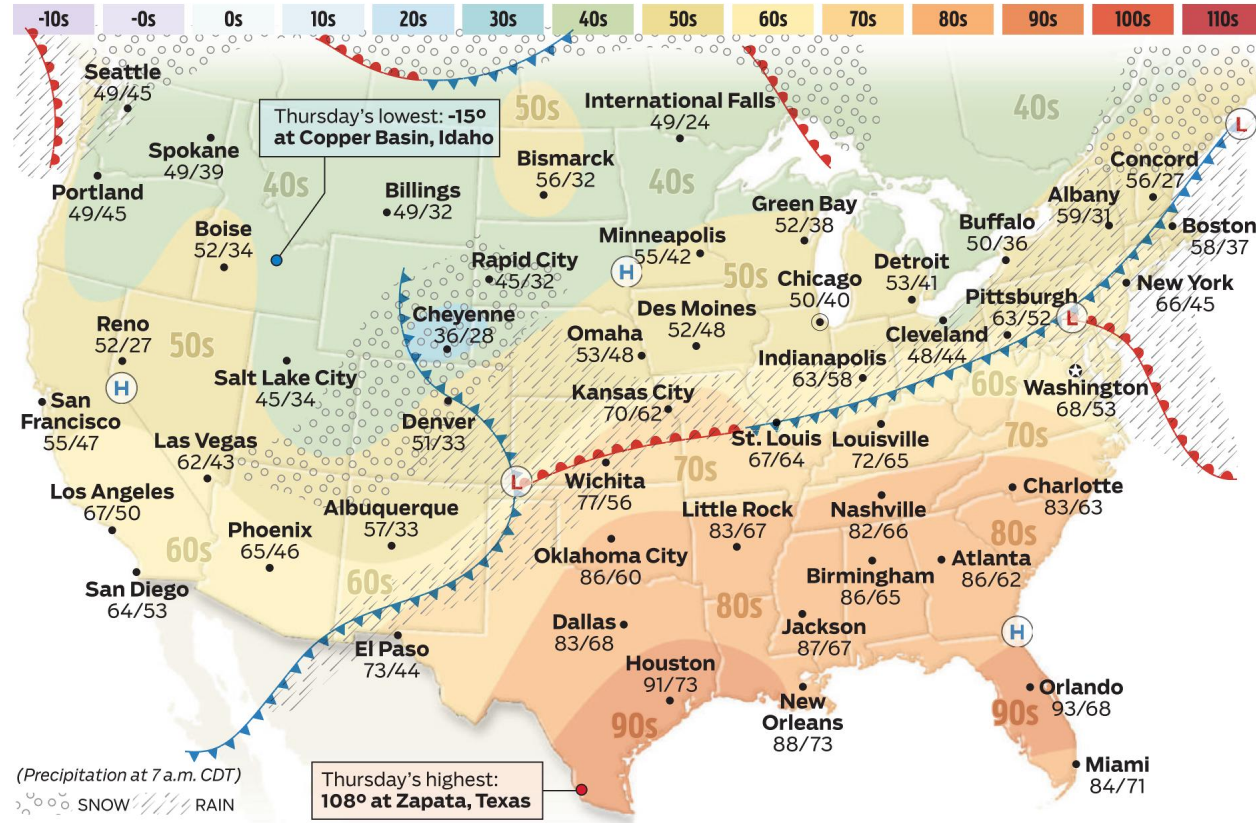 -10s -0s 0s 10s 20s 30s 40s 50s 60s 70s 80s 90s 100s 110s
Seattle
49/45
Spokane
49/39
Portland
49/45
Thursday's lowest: -15º
at Copper Basin, Idaho
40s
50s
International Falls
49/24
40s
L
Bismarck
56/32
Billings
49/32
40s
Boise
52/34
Rapid City
45/32
Minneapolis
55/42
H
Green Bay
52/38
50s
Chicago
50/40
Detroit
53/41
Buffalo
50/36
Concord
56/27
Albany
59/31
Boston
58/37
New York
66/45
Pittsburgh
63/52
L
Cleveland
48/44
Reno
52/27
50s
H
Salt Lake City
45/34
Cheyenne
36/28
Omaha
53/48
Des Moines
52/48
Indianapolis
63/58
60s
Washington
68/53
San
Francisco
55/47
Las Vegas
62/43
Denver
51/33
Kansas City
70/62
St. Louis
67/64
Louisville
72/65
70s
L
Wichita
77/56
70s
Los Angeles
67/50
Phoenix
65/46
60s
Albuquerque
57/33
60s
San Diego
64/53
El Paso
73/44
Oklahoma City
86/60
Little Rock
83/67
Nashville
82/66
Charlotte
83/63
80s
Atlanta
86/62
Birmingham
86/65
80s
Dallas
83/68
Jackson
87/67
H
Houston
91/73
90s
New
Orleans
88/73
Orlando
93/68
90s
Miami
84/71
Thursday's highest:
108º at Zapata, Texas
(Precipitation at 7 a.m. CDT)
SNOW RAIN